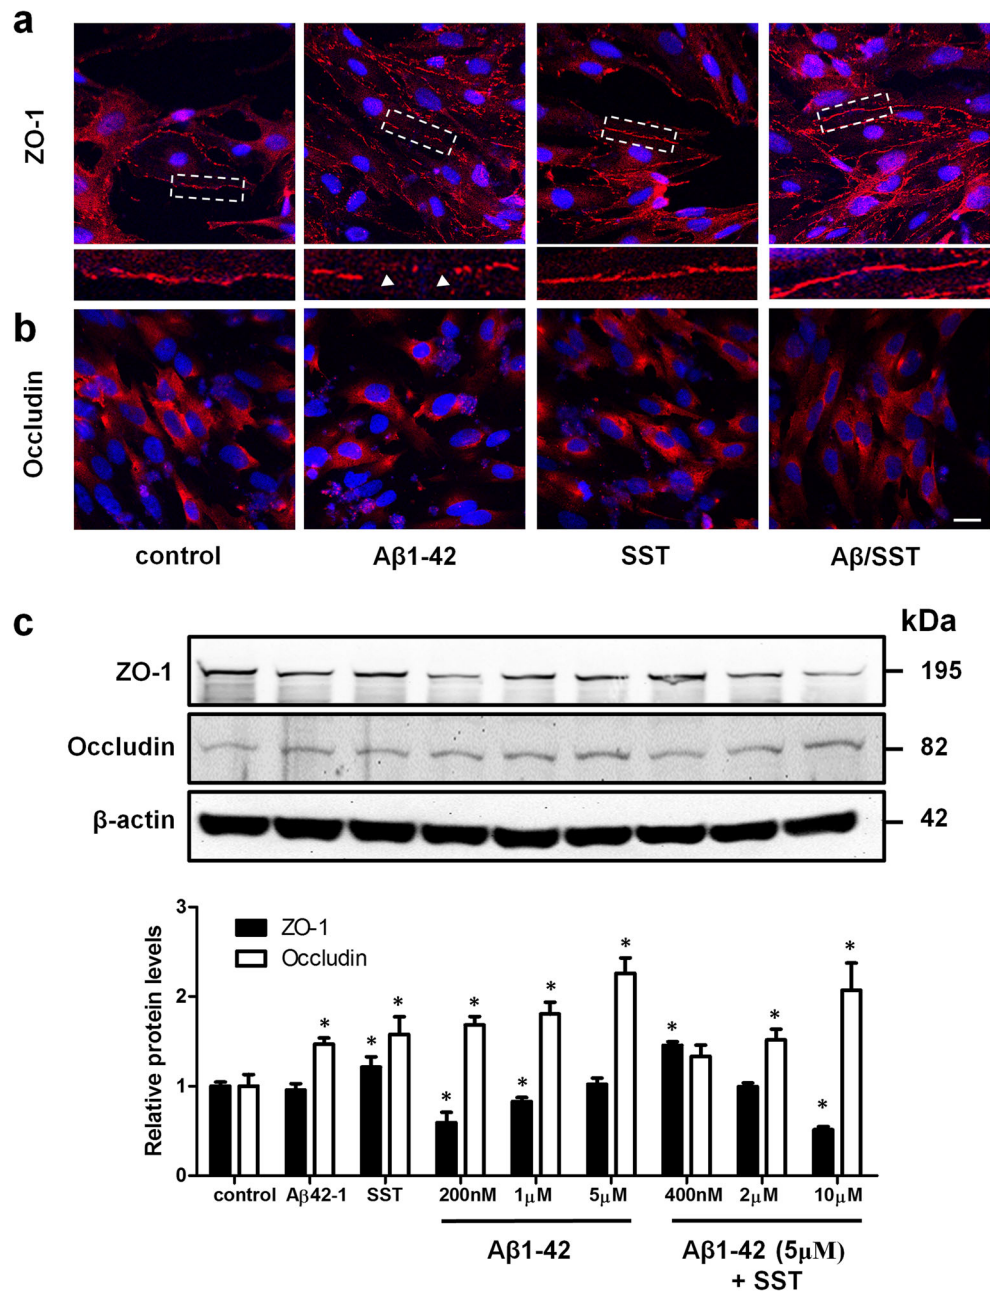 a
ZO-1
b
Occludin
control Aβ1-42 SST Aβ/SST
c
kDa
ZO-1 195
Occludin 82
β-actin 42
3
ZO-1
Occludin
2
1
0
Relative protein levels
* * * * * * * * * * * *
control Aβ42-1 SST 200nM 1μM 5μM 400nM 2μM 10μM
Aβ1-42 Aβ1-42 (5μM)
+ SST